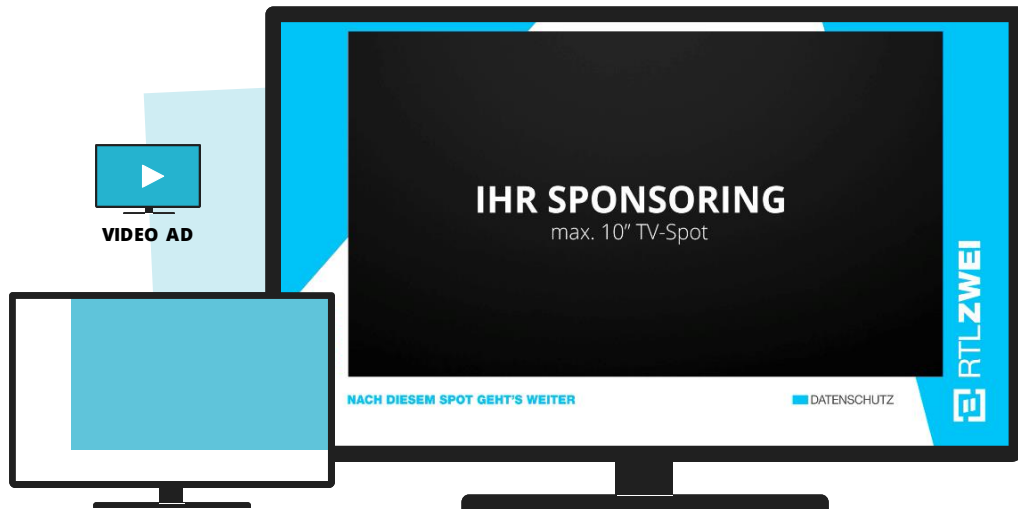 IHR SPONSORING
max. 10” TV-Spot
VIDEO AD
RTLZWEI
NACH DIESEM SPOT GEHT'S WEITER
DATENSCHUTZ